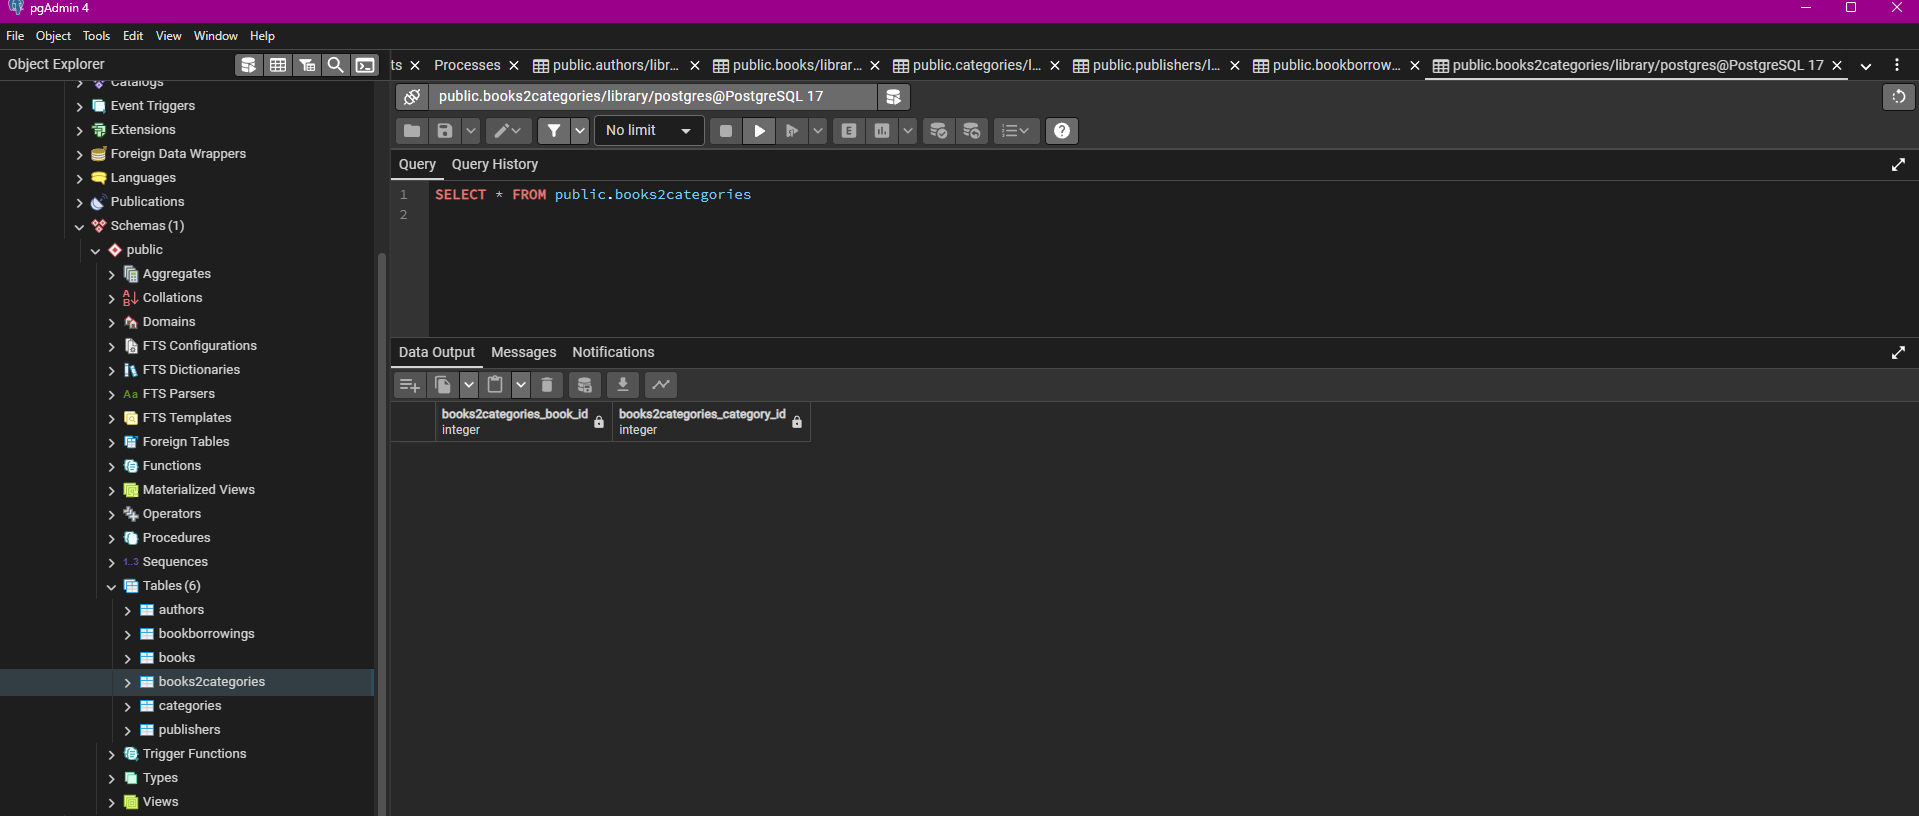 pgAdmin 4
File Object Tools Edit View Window Help
Object Explorer
Catalogs
Event Triggers
Extensions
Foreign Data Wrappers
Languages
Publications
Schemas (1)
public
Aggregates
Collations
Domains
FTS Configurations
FTS Dictionaries
Aa FTS Parsers
FTS Templates
Foreign Tables
Functions
Materialized Views
Operators
Procedures
1..3 Sequences
Tables (6)
authors
bookborrowings
books
books2categories
categories
publishers
Trigger Functions
Types
Views
ts Processes public.authors/libr... public.books/librar... public.categories/l... public.publishers/l... public.bookborrow... public.books2categories/library/postgres@PostgreSQL 17
public.books2categories/library/postgres@PostgreSQL 17
No limit E
Query Query History
1 SELECT * FROM public.books2categories
2
Data Output Messages Notifications
books2categories_book_id books2categories_category_id
integer integer